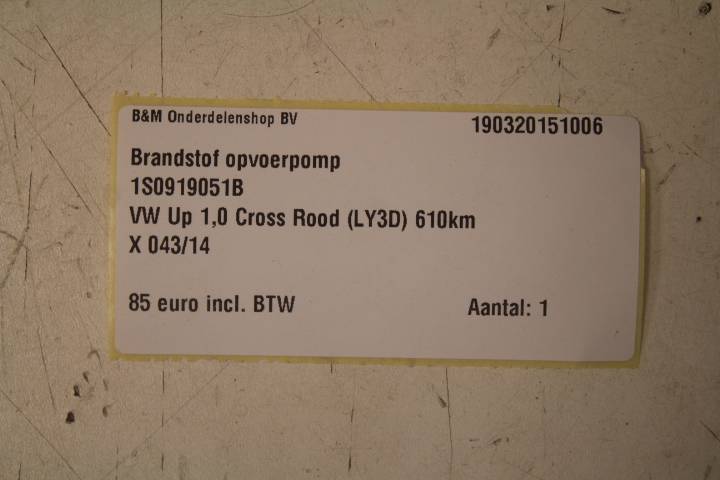 B&M Onderdelenshop BV 190320151006
Brandstof opvoerpomp
1S0919051B
VW Up 1,0 Cross Rood (LY3D) 610km
X 043/14
85 euro incl. BTW Aantal: 1